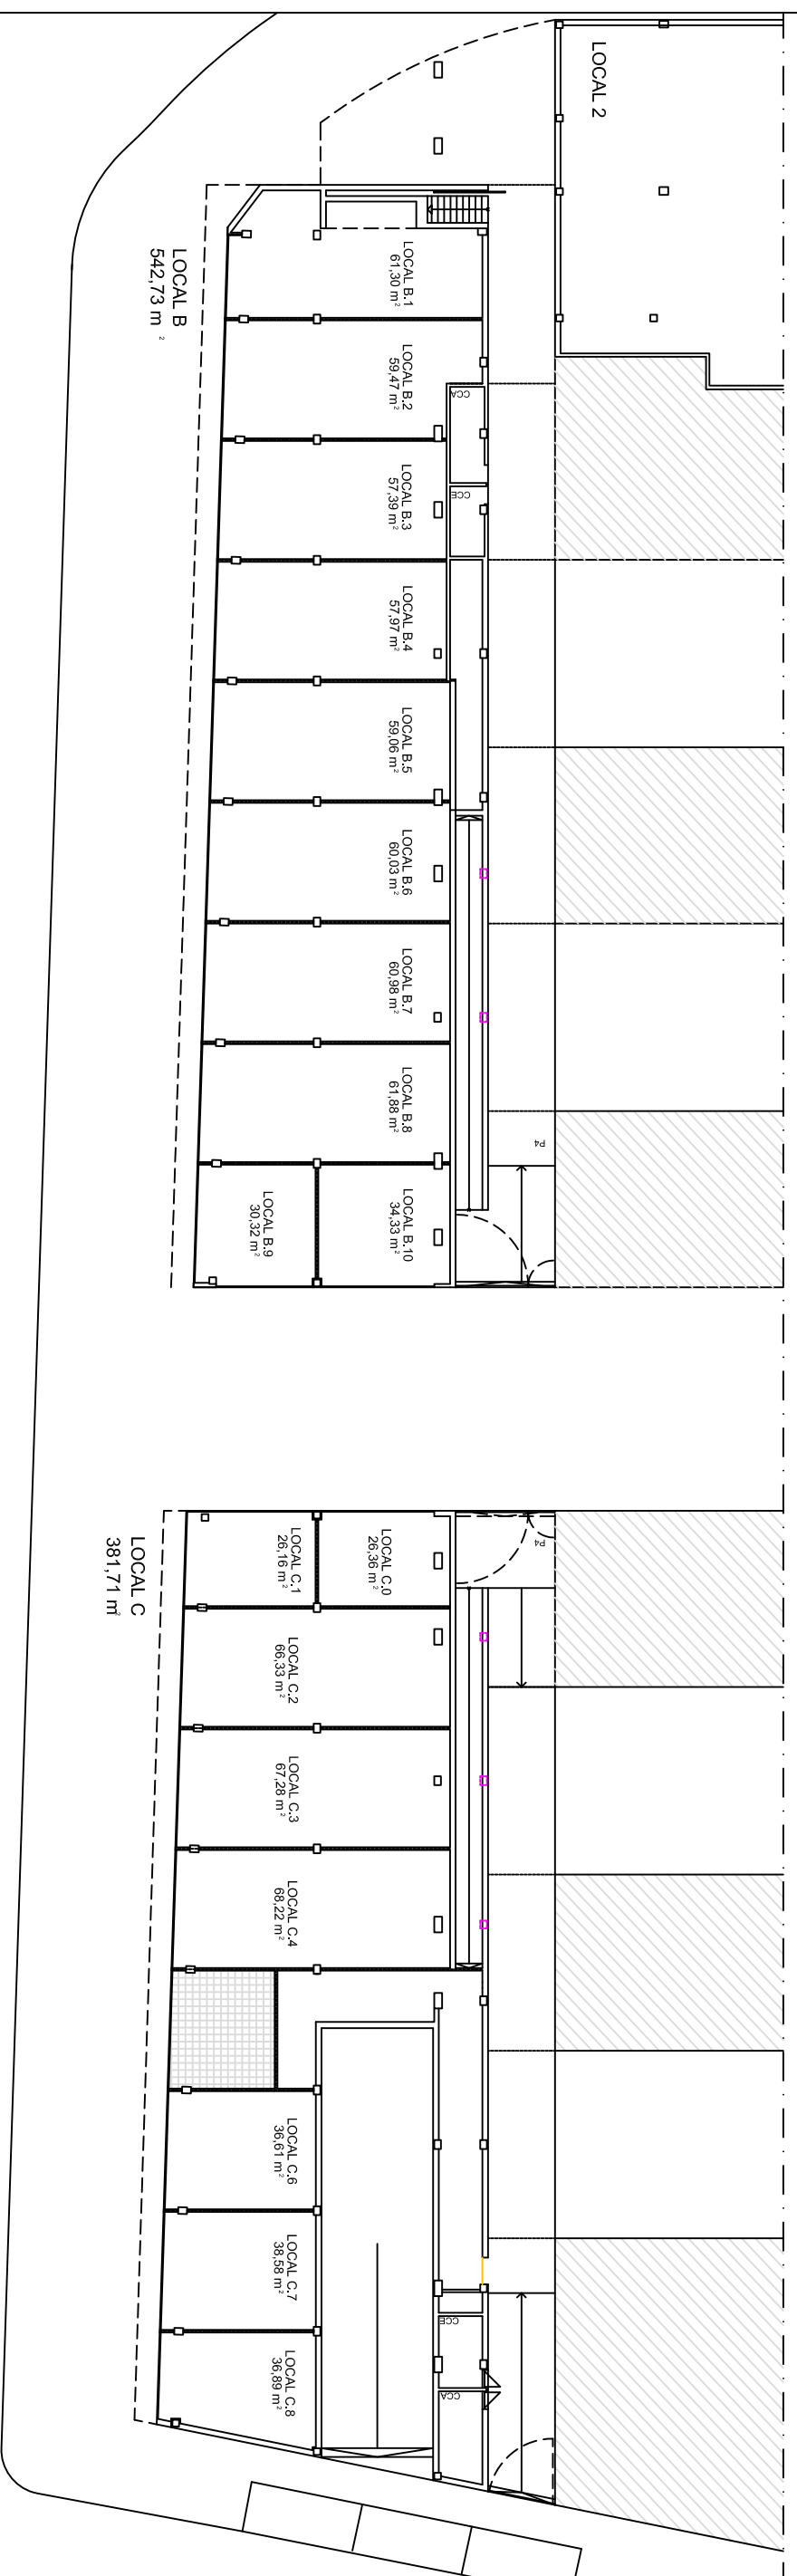 LOCAL 2
LOCAL B
542,73 m²
LOCAL B.1
61,30 m²
LOCAL B.2
59,47 m²
CCA
LOCAL B.3
57,39 m²
CCE
LOCAL B.4
57,97 m²
LOCAL B.5
59,06 m²
LOCAL B.6
60,03 m²
LOCAL B.7
60,98 m²
LOCAL B.8
61,88 m²
P4
LOCAL B.10
34,33 m²
LOCAL B.9
30,32 m²
LOCAL C
381,71 m²
P4
LOCAL C.0
26,36 m²
LOCAL C.1
26,16 m²
LOCAL C.2
66,33 m²
LOCAL C.3
67,28 m²
LOCAL C.4
68,22 m²
LOCAL C.6
36,61 m²
LOCAL C.7
38,58 m²
CCE
LOCAL C.8
36,89 m²
CCA